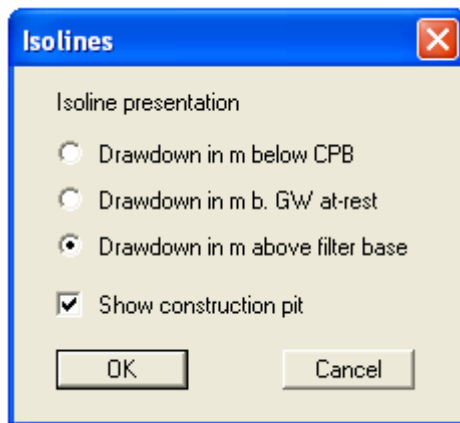 Isolines
Isoline presentation
Drawdown in m below CPB
Drawdown in m b. GW at-rest
Drawdown in m above filter base
Show construction pit
OK Cancel